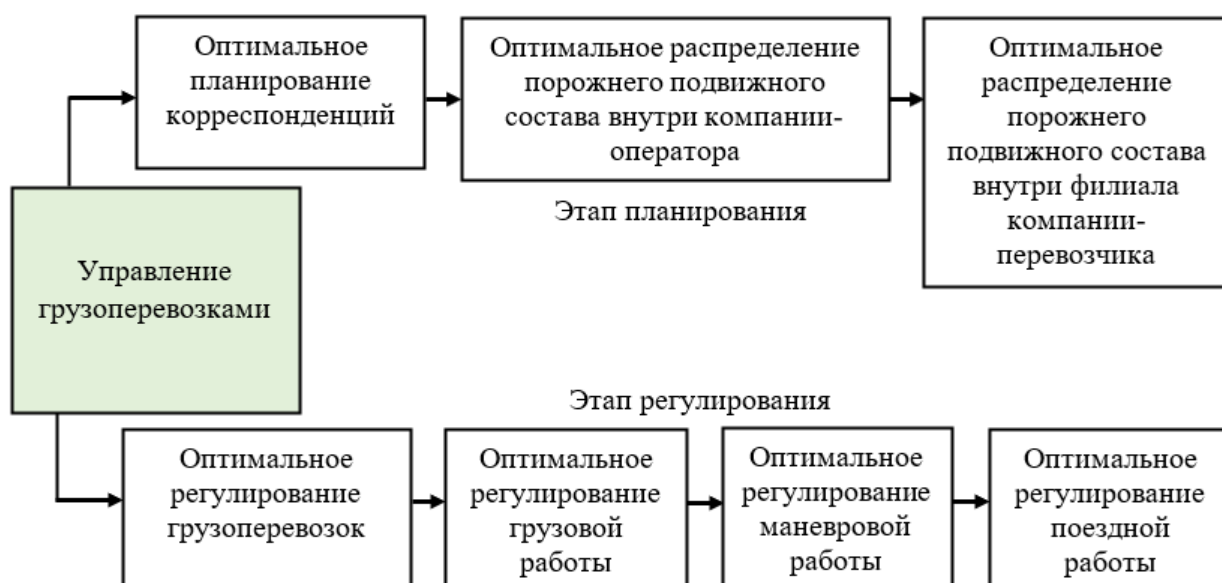 Оптимальное
планирование
корреспонденций
Оптимальное распределение
порожнего подвижного
состава внутри компании-
оператора
Оптимальное
распределение
порожнего
подвижного состава
внутри филиала
компании-
перевозчика
Этап планирования
Управление
грузоперевозками
Этап регулирования
Оптимальное
регулирование
грузоперевозок
Оптимальное
регулирование
грузовой
работы
Оптимальное
регулирование
маневровой
работы
Оптимальное
регулирование
поездной
работы